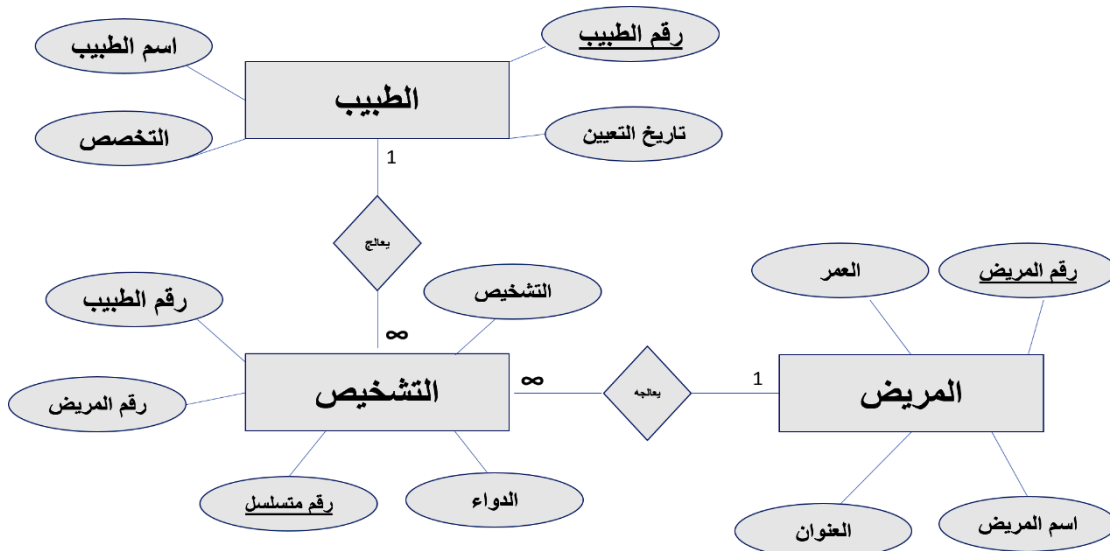 رقم الطبيب
اسم الطبيب
الطبيب
تاريخ التعيين
التخصص
1
يعالج
رقم المريض
العمر
التشخيص
رقم الطبيب
∞
المريض
1
يعالجه
∞
التشخيص
رقم المريض
اسم المريض
العنوان
الدواء
رقم متسلسل